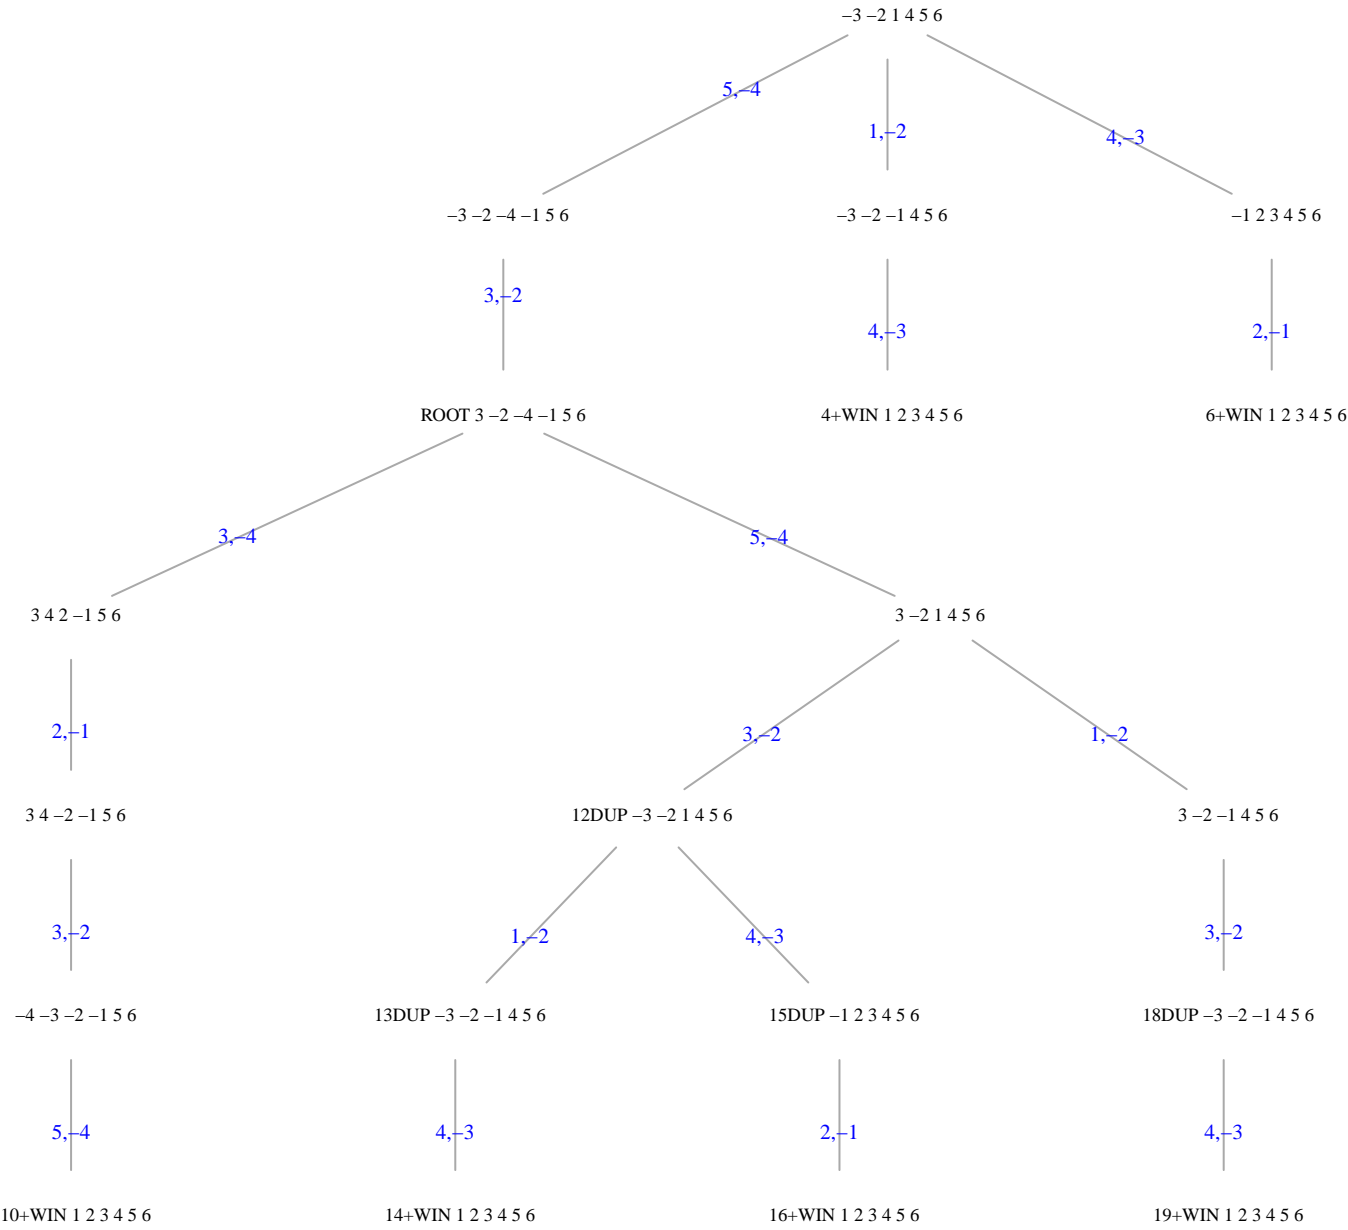 –3 –2 1 4 5 6
5,–4
1,–2
4,–3
–3 –2 –4 –1 5 6
–3 –2 –1 4 5 6
–1 2 3 4 5 6
3,–2
4,–3
2,–1
ROOT 3 –2 –4 –1 5 6
4+WIN 1 2 3 4 5 6
6+WIN 1 2 3 4 5 6
3,–4
5,–4
3 4 2 –1 5 6
3 –2 1 4 5 6
2,–1
3,–2
1,–2
3 4 –2 –1 5 6
12DUP –3 –2 1 4 5 6
3 –2 –1 4 5 6
3,–2
1,–2
4,–3
3,–2
–4 –3 –2 –1 5 6
13DUP –3 –2 –1 4 5 6
15DUP –1 2 3 4 5 6
18DUP –3 –2 –1 4 5 6
5,–4
4,–3
2,–1
4,–3
10+WIN 1 2 3 4 5 6
14+WIN 1 2 3 4 5 6
16+WIN 1 2 3 4 5 6
19+WIN 1 2 3 4 5 6